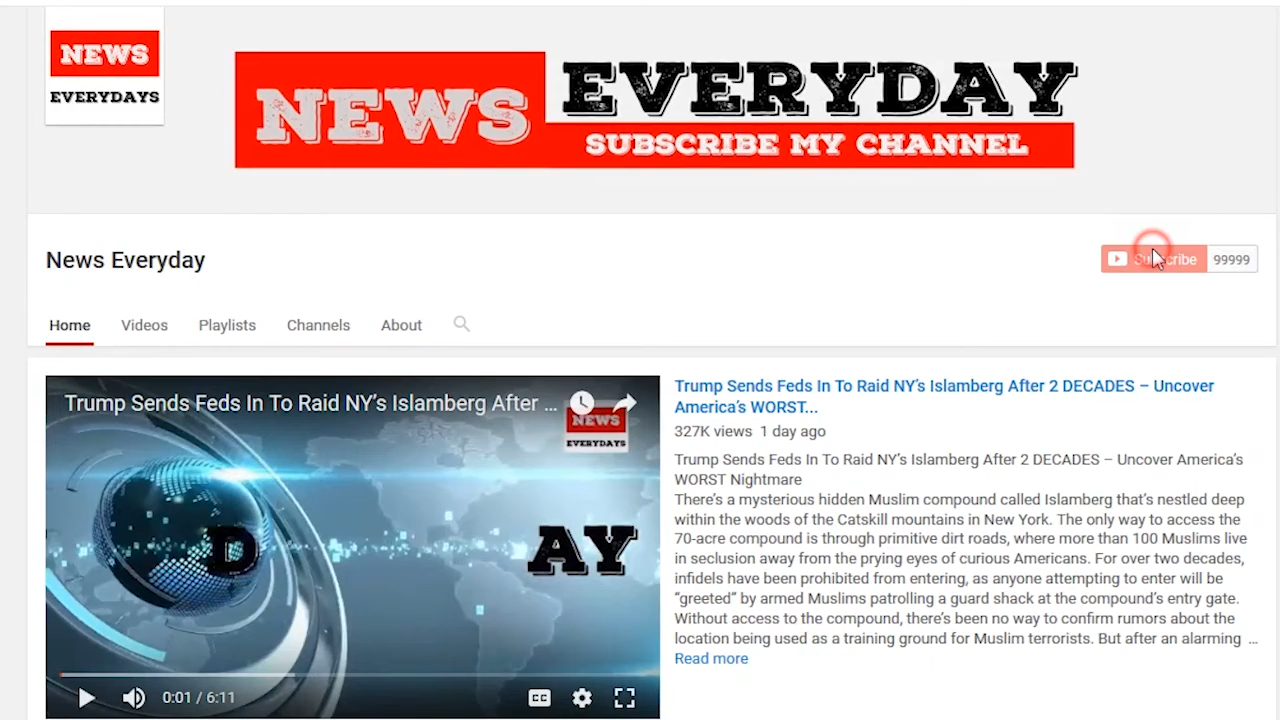 NEWS
EVERYDAYS
NEWS
EVERYDAY
SUBSCRIBE MY CHANNEL
News Everyday
Subscribe 99999
Home Videos Playlists Channels About
Trump Sends Feds In To Raid NY’s Islamberg After ...
NEWS
EVERYDAYS
D AY
0:01 / 6:11
CC
Trump Sends Feds In To Raid NY’s Islamberg After 2 DECADES – Uncover
America’s WORST...
327K views 1 day ago
Trump Sends Feds In To Raid NY’s Islamberg After 2 DECADES – Uncover America’s
WORST Nightmare
There’s a mysterious hidden Muslim compound called Islamberg that’s nestled deep
within the woods of the Catskill mountains in New York. The only way to access the
70-acre compound is through primitive dirt roads, where more than 100 Muslims live
in seclusion away from the prying eyes of curious Americans. For over two decades,
infidels have been prohibited from entering, as anyone attempting to enter will be
“greeted” by armed Muslims patrolling a guard shack at the compound’s entry gate.
Without access to the compound, there’s been no way to confirm rumors about the
location being used as a training ground for Muslim terrorists. But after an alarming ...
Read more